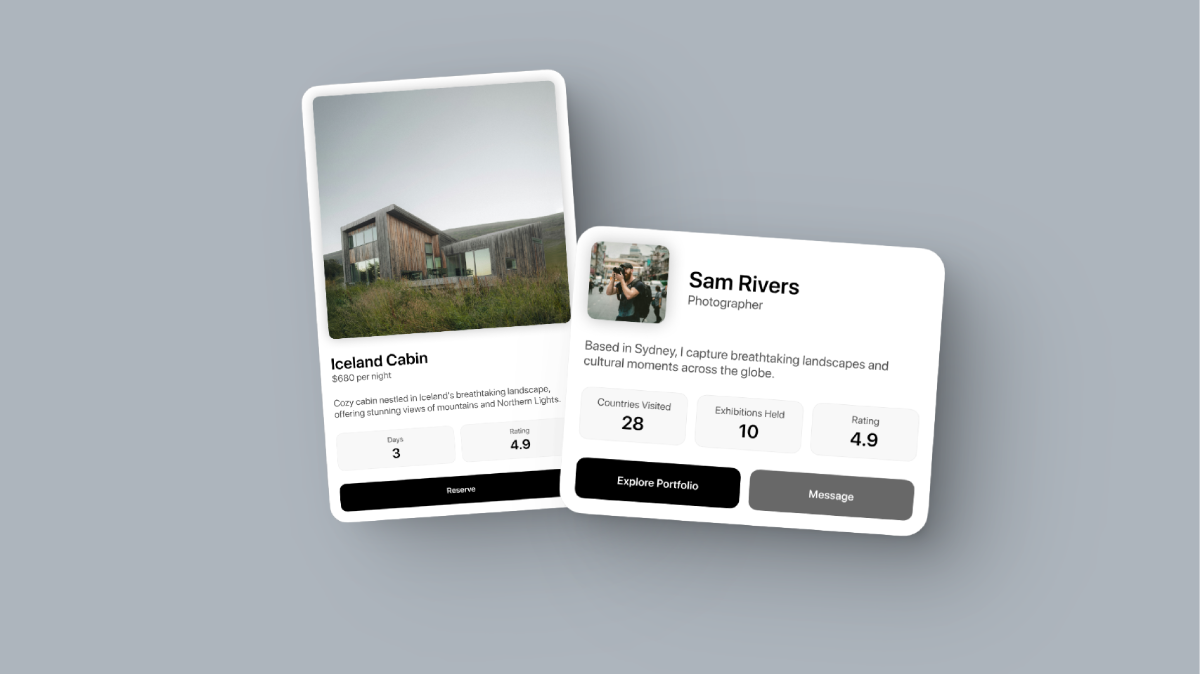 Iceland Cabin
$680 per night
Cozy cabin nestled in Iceland's breathtaking landscape,
offering stunning views of mountains and Northern Lights.
Days
3
Rating
4.9
Reserve
Sam Rivers
Photographer
Based in Sydney, I capture breathtaking landscapes and
cultural moments across the globe.
Countries Visited
28
Exhibitions Held
10
Rating
4.9
Explore Portfolio
Message